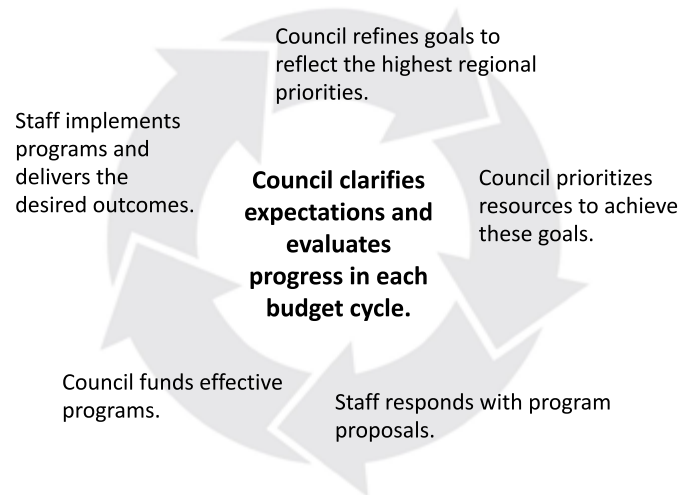 Council refines goals to
reflect the highest regional
priorities.
Council prioritizes
resources to achieve
these goals.
Staff responds with program
proposals.
Council funds effective
programs.
Staff implements
programs and
delivers the
desired outcomes.
Council clarifies
expectations and
evaluates
progress in each
budget cycle.